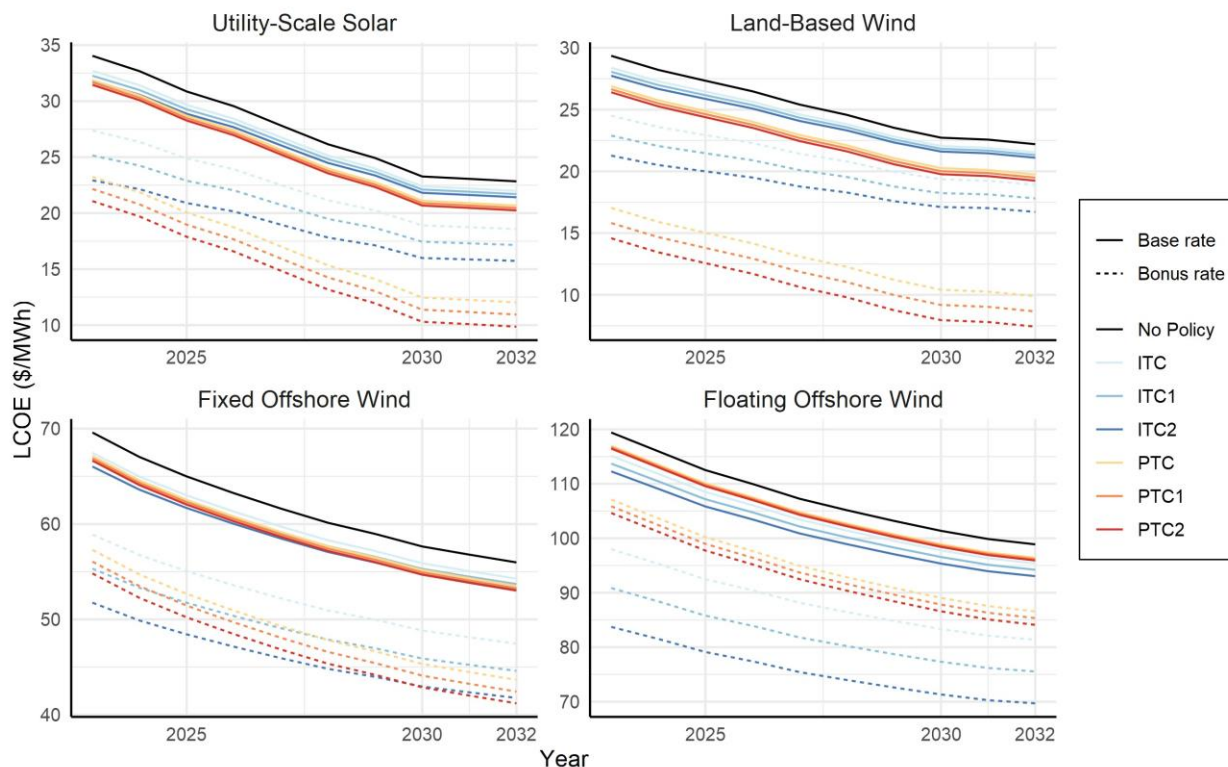 Utility-Scale Solar
Land-Based Wind
35
30
25
20
15
10
2025
2030
2032
30
25
20
15
10
2025
2030
2032
Fixed Offshore Wind
Floating Offshore Wind
70
60
50
40
2025
2030
2032
120
110
100
90
80
70
2025
2030
2032
LCOE ($/MWh)
Year
Base rate
Bonus rate
No Policy
ITC
ITC1
ITC2
PTC
PTC1
PTC2